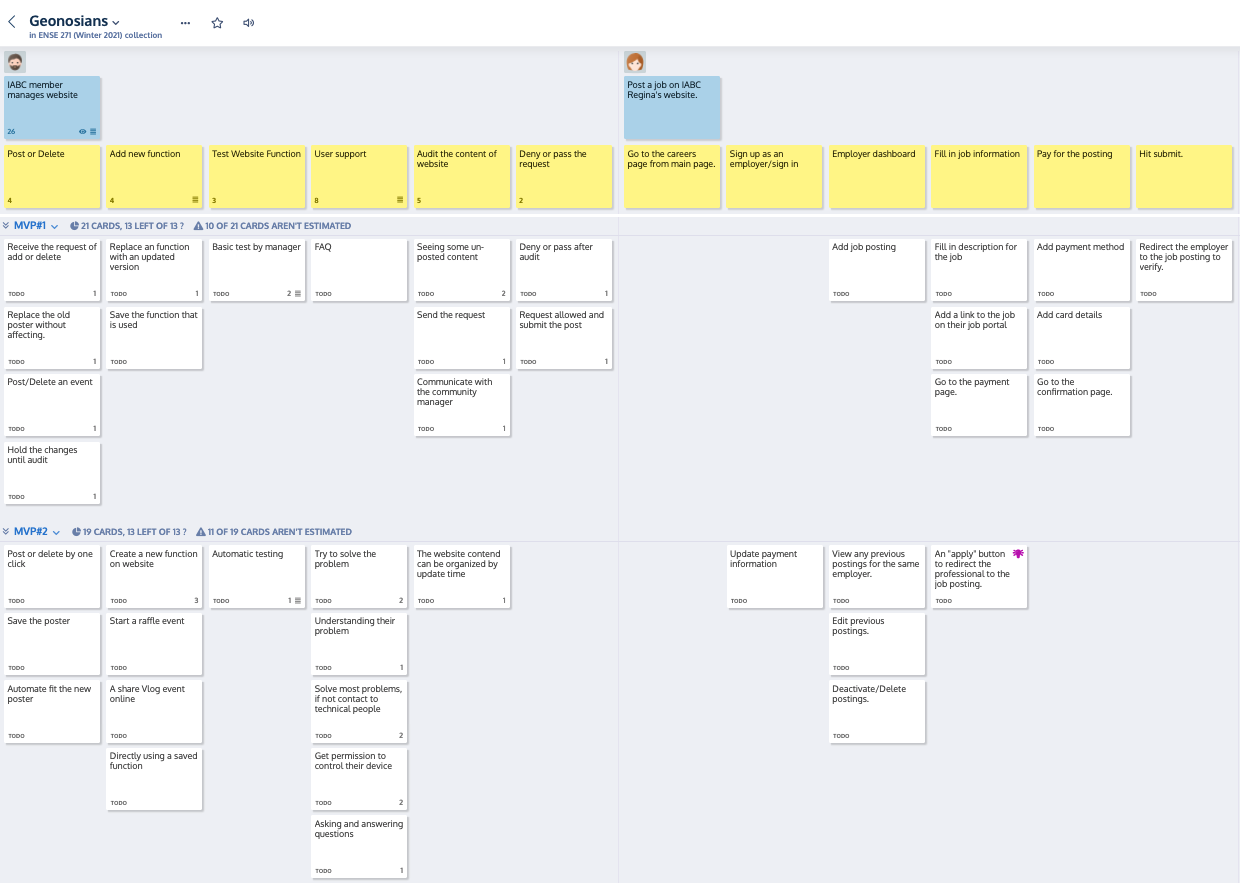 Geonosians
in ENSE 271 (Winter 2021) collection
IABC member
manages website
26
Post a job on IABC
Regina's website.
Post or Delete
4
Add new function
4
Test Website Function
3
User support
8
Audit the content of
website
5
Deny or pass the
request
2
Go to the careers
page from main page.
Sign up as an
employer/sign in
Employer dashboard
Fill in job information
Pay for the posting
Hit submit.
MVP#1
21 CARDS, 13 LEFT OF 13 ?
10 OF 21 CARDS AREN'T ESTIMATED
Receive the request of
add or delete
TODO 1
Replace an function
with an updated
version
TODO 1
Basic test by manager
TODO 2
FAQ
TODO
Seeing some un-
posted content
TODO 2
Deny or pass after
audit
TODO 1
Add job posting
TODO
Fill in description for
the job
TODO
Add payment method
TODO
Redirect the employer
to the job posting to
verify.
TODO
Replace the old
poster without
affecting.
TODO 1
Save the function that
is used
TODO
Send the request
TODO 1
Request allowed and
submit the post
TODO 1
Add a link to the job
on their job portal
TODO
Add card details
TODO
Post/Delete an event
TODO 1
Communicate with
the community
manager
TODO 1
Go to the payment
page.
TODO
Go to the
confirmation page.
TODO
Hold the changes
until audit
TODO 1
MVP#2
19 CARDS, 13 LEFT OF 13 ?
11 OF 19 CARDS AREN'T ESTIMATED
Post or delete by one
click
TODO
Create a new function
on website
TODO 3
Automatic testing
TODO 1
Try to solve the
problem
TODO 2
The website contend
can be organized by
update time
TODO 1
Update payment
information
TODO
View any previous
postings for the same
employer.
TODO
An "apply" button
to redirect the
professional to the
job posting.
TODO
Save the poster
TODO
Start a raffle event
TODO
Understanding their
problem
TODO 1
Edit previous
postings.
TODO
Automate fit the new
poster
TODO
A share Vlog event
online
TODO
Solve most problems,
if not contact to
technical people
TODO 2
Deactivate/Delete
postings.
TODO
Directly using a saved
function
TODO
Get permission to
control their device
TODO 2
Asking and answering
questions
TODO 1